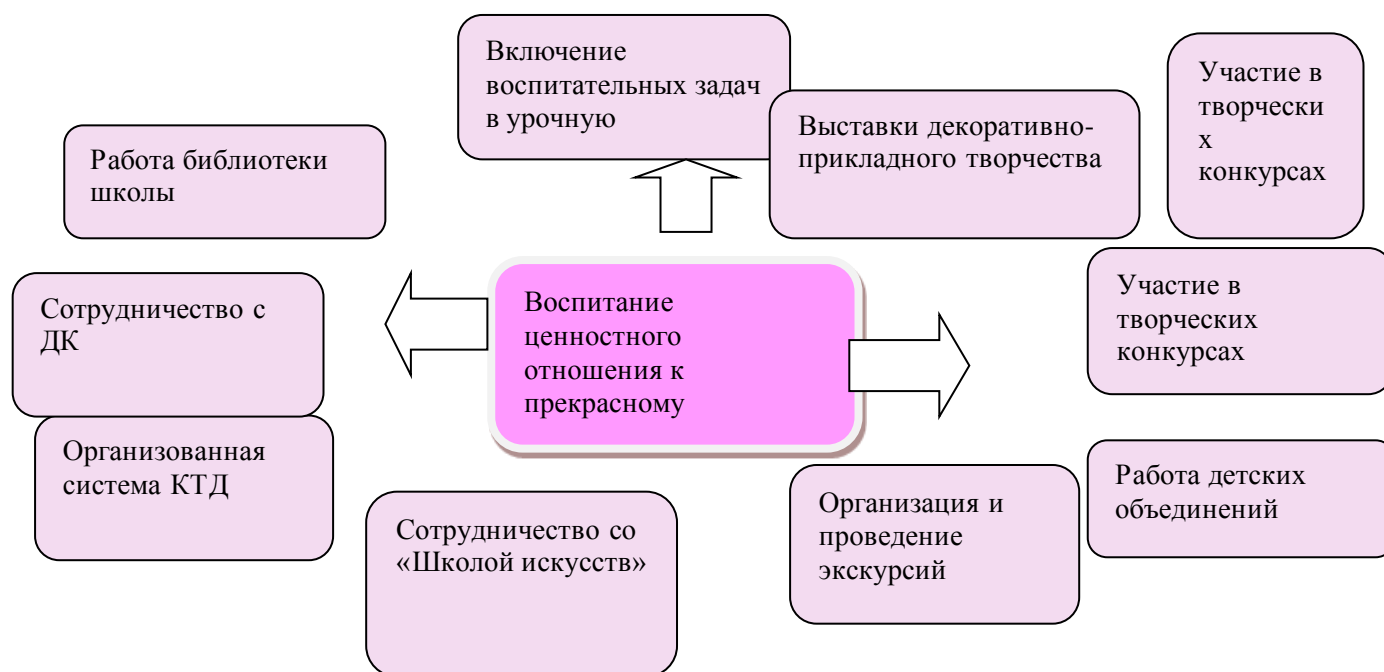 Включение
воспитательных задач
в урочную
Участие в
творчески
х
конкурсах
Выставки декоративно-
прикладного творчества
Работа библиотеки
школы
Сотрудничество с
ДК
Воспитание
ценностного
отношения к
прекрасному
Участие в
творческих
конкурсах
Организованная
система КТД
Сотрудничество со
«Школой искусств»
Организация и
проведение
экскурсий
Работа детских
объединений